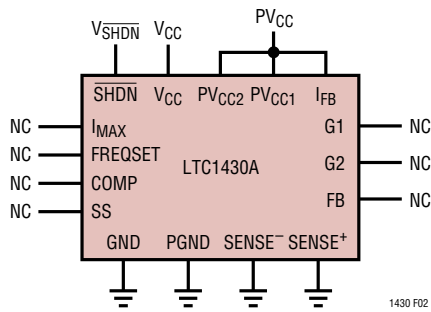 PVCC
VSHDN VCC
SHDN VCC PVCC2 PVCC1 IFB
NC IMAX G1 NC
NC FREQSET LTC1430A G2 NC
NC COMP FB NC
NC SS
GND PGND SENSE– SENSE+
1430 F02